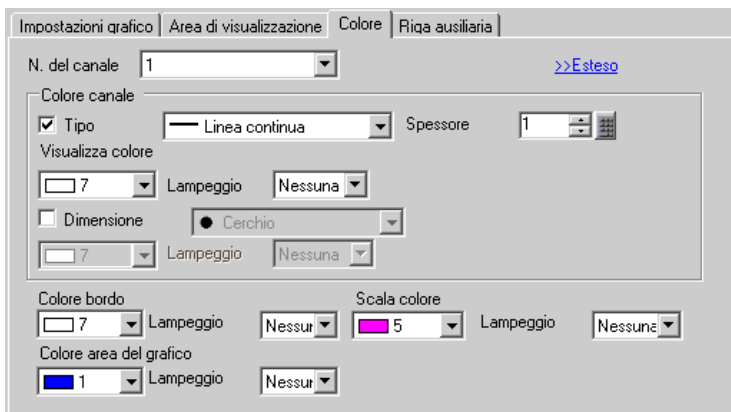 Impostazioni grafico Area di visualizzazione Colore Riga ausiliaria
N. del canale 1 >>Esteso
Colore canale
Tipo Linea continua Spessore 1
Visualizza colore
7 Lampeggio Nessuna
Dimensione Cerchio
7 Lampeggio Nessuna
Colore bordo Scala colore
7 Lampeggio Nessur 5 Lampeggio Nessuna
Colore area del grafico
1 Lampeggio Nessur